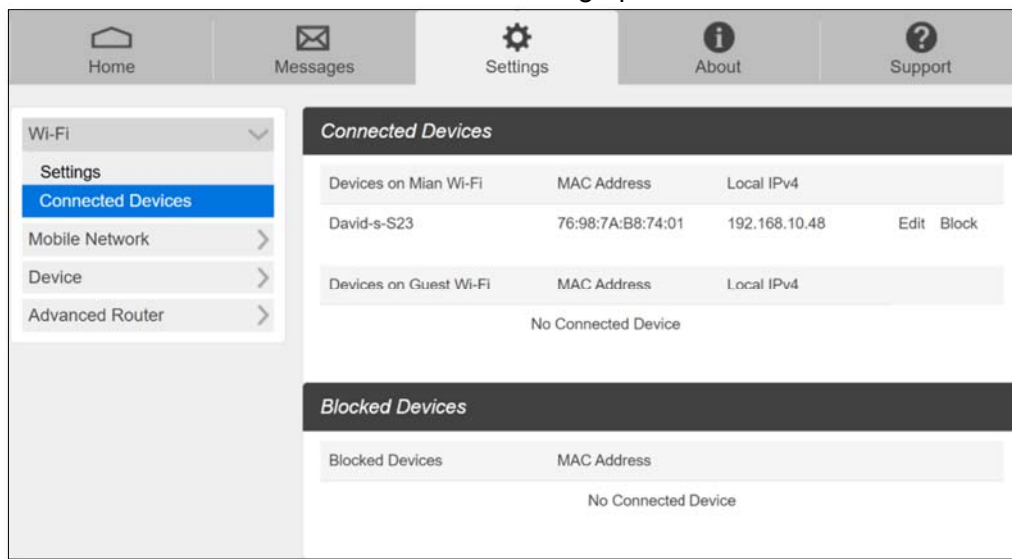 Home Messages Settings About Support
Wi-Fi
Settings
Connected Devices
Mobile Network
Device
Advanced Router
Connected Devices
Devices on Mian Wi-Fi MAC Address Local IPv4
David-s-S23 76:98:7A:B8:74:01 192.168.10.48 Edit Block
Devices on Guest Wi-Fi MAC Address Local IPv4
No Connected Device
Blocked Devices
Blocked Devices MAC Address
No Connected Device